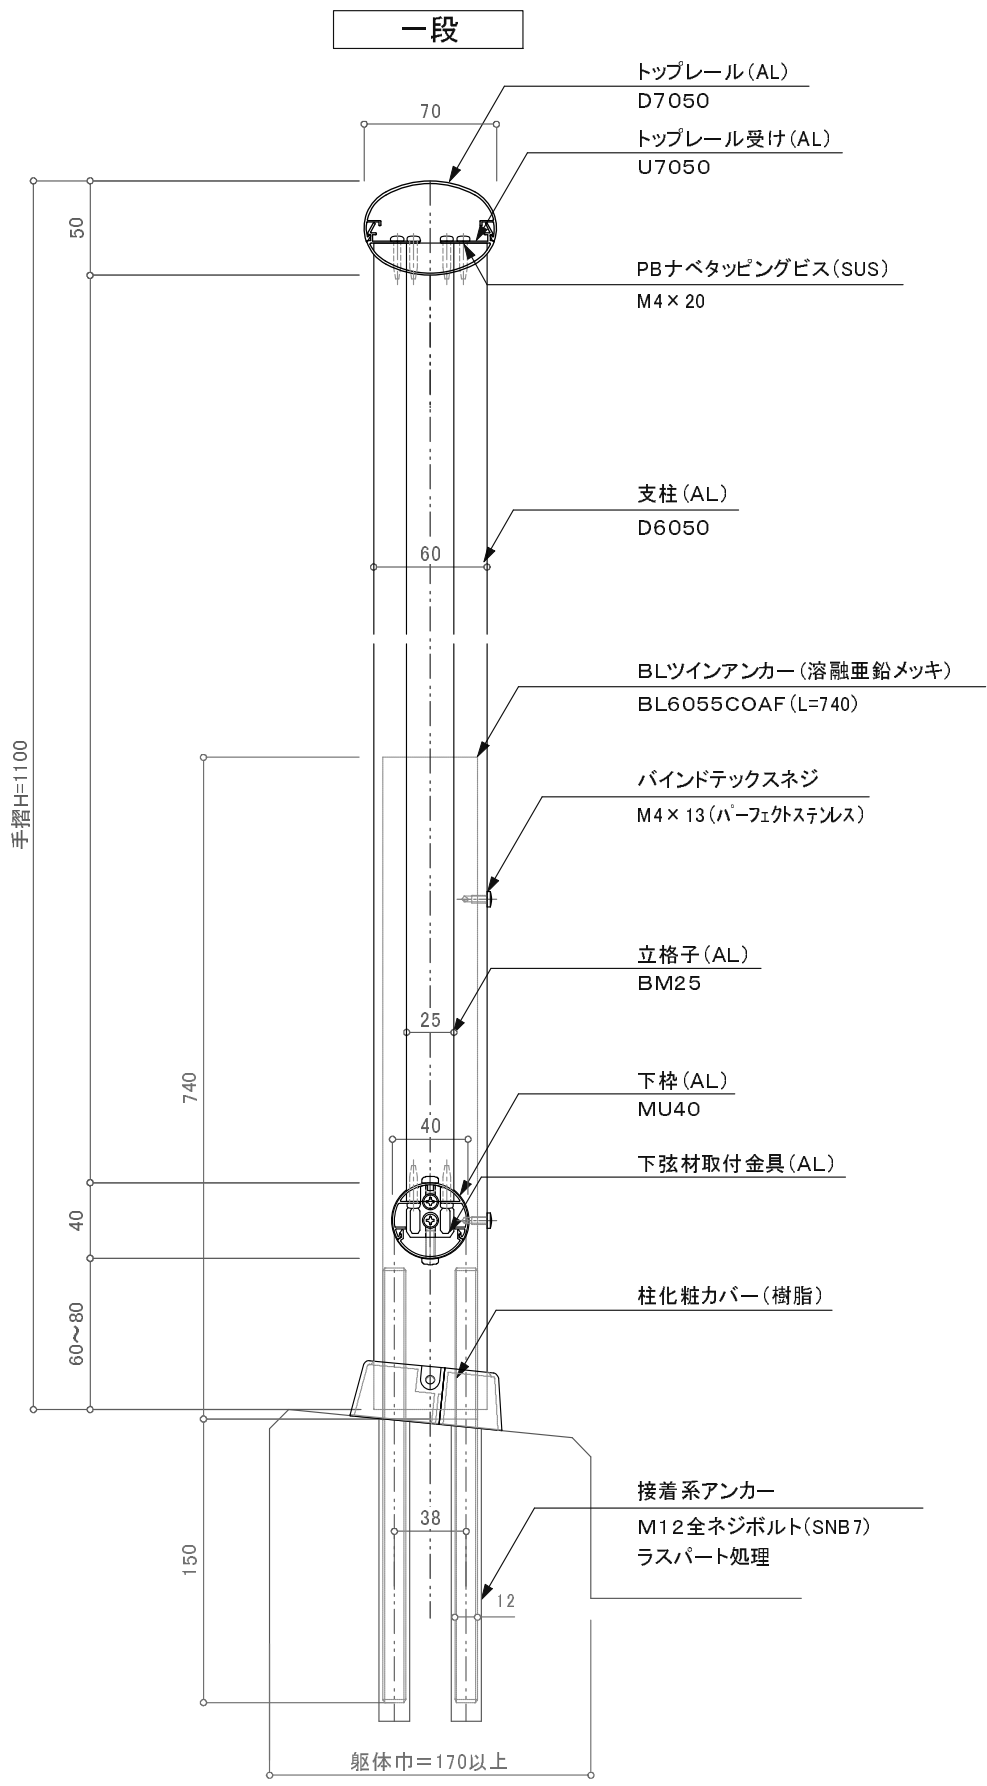 一段
トップレール(AL)
D7050
70
トップレール受け(AL)
U7050
50
PBナベタッピングビス(SUS)
M4×20
支柱(AL)
D6050
60
BLツインアンカー(溶融亜鉛メッキ)
BL6055COAF(L=740)
手摺H=1100
バインドテックスネジ
M4×13(パーフェクトステンレス)
立格子(AL)
BM25
25
740
下枠(AL)
MU40
40
下弦材取付金具(AL)
40
柱化粧カバー(樹脂)
60～80
接着系アンカー
M12全ネジボルト(SNB7)
ラスパート処理
38
150
12
躯体巾=170以上